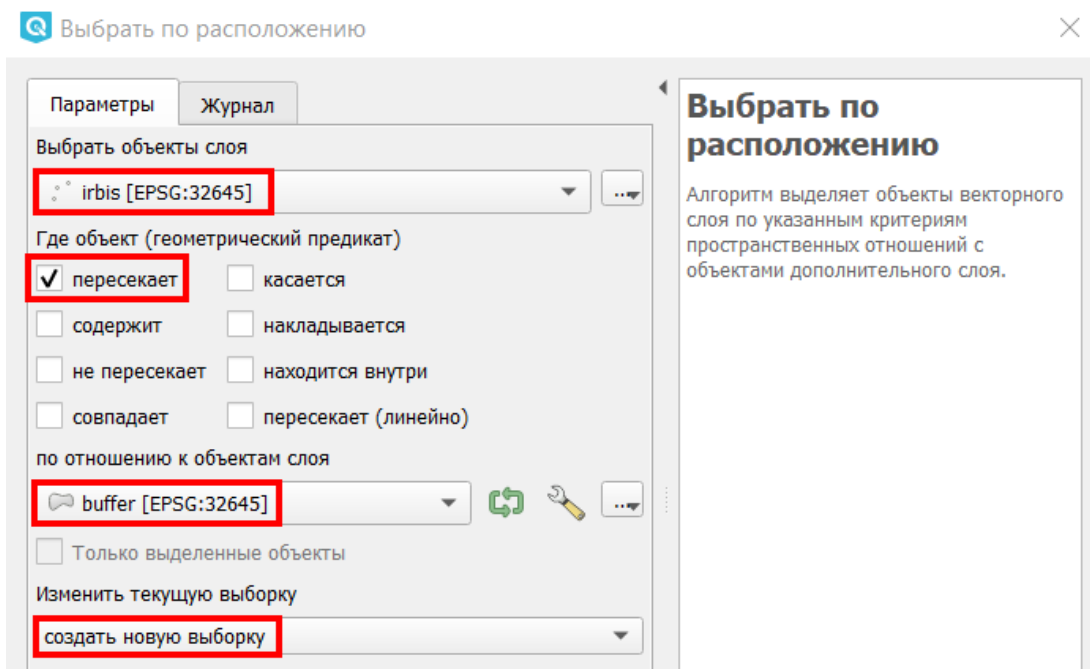 Выбрать по расположению
Параметры
Журнал
Выбрать объекты слоя
irbis [EPSG:32645]
...
Где объект (геометрический предикат)
пересекает
касается
содержит
накладывается
не пересекает
находится внутри
совпадает
пересекает (линейно)
по отношению к объектам слоя
buffer [EPSG:32645]
...
Только выделенные объекты
Изменить текущую выборку
создать новую выборку
Выбрать по
расположению
Алгоритм выделяет объекты векторного
слоя по указанным критериям
пространственных отношений с
объектами дополнительного слоя.